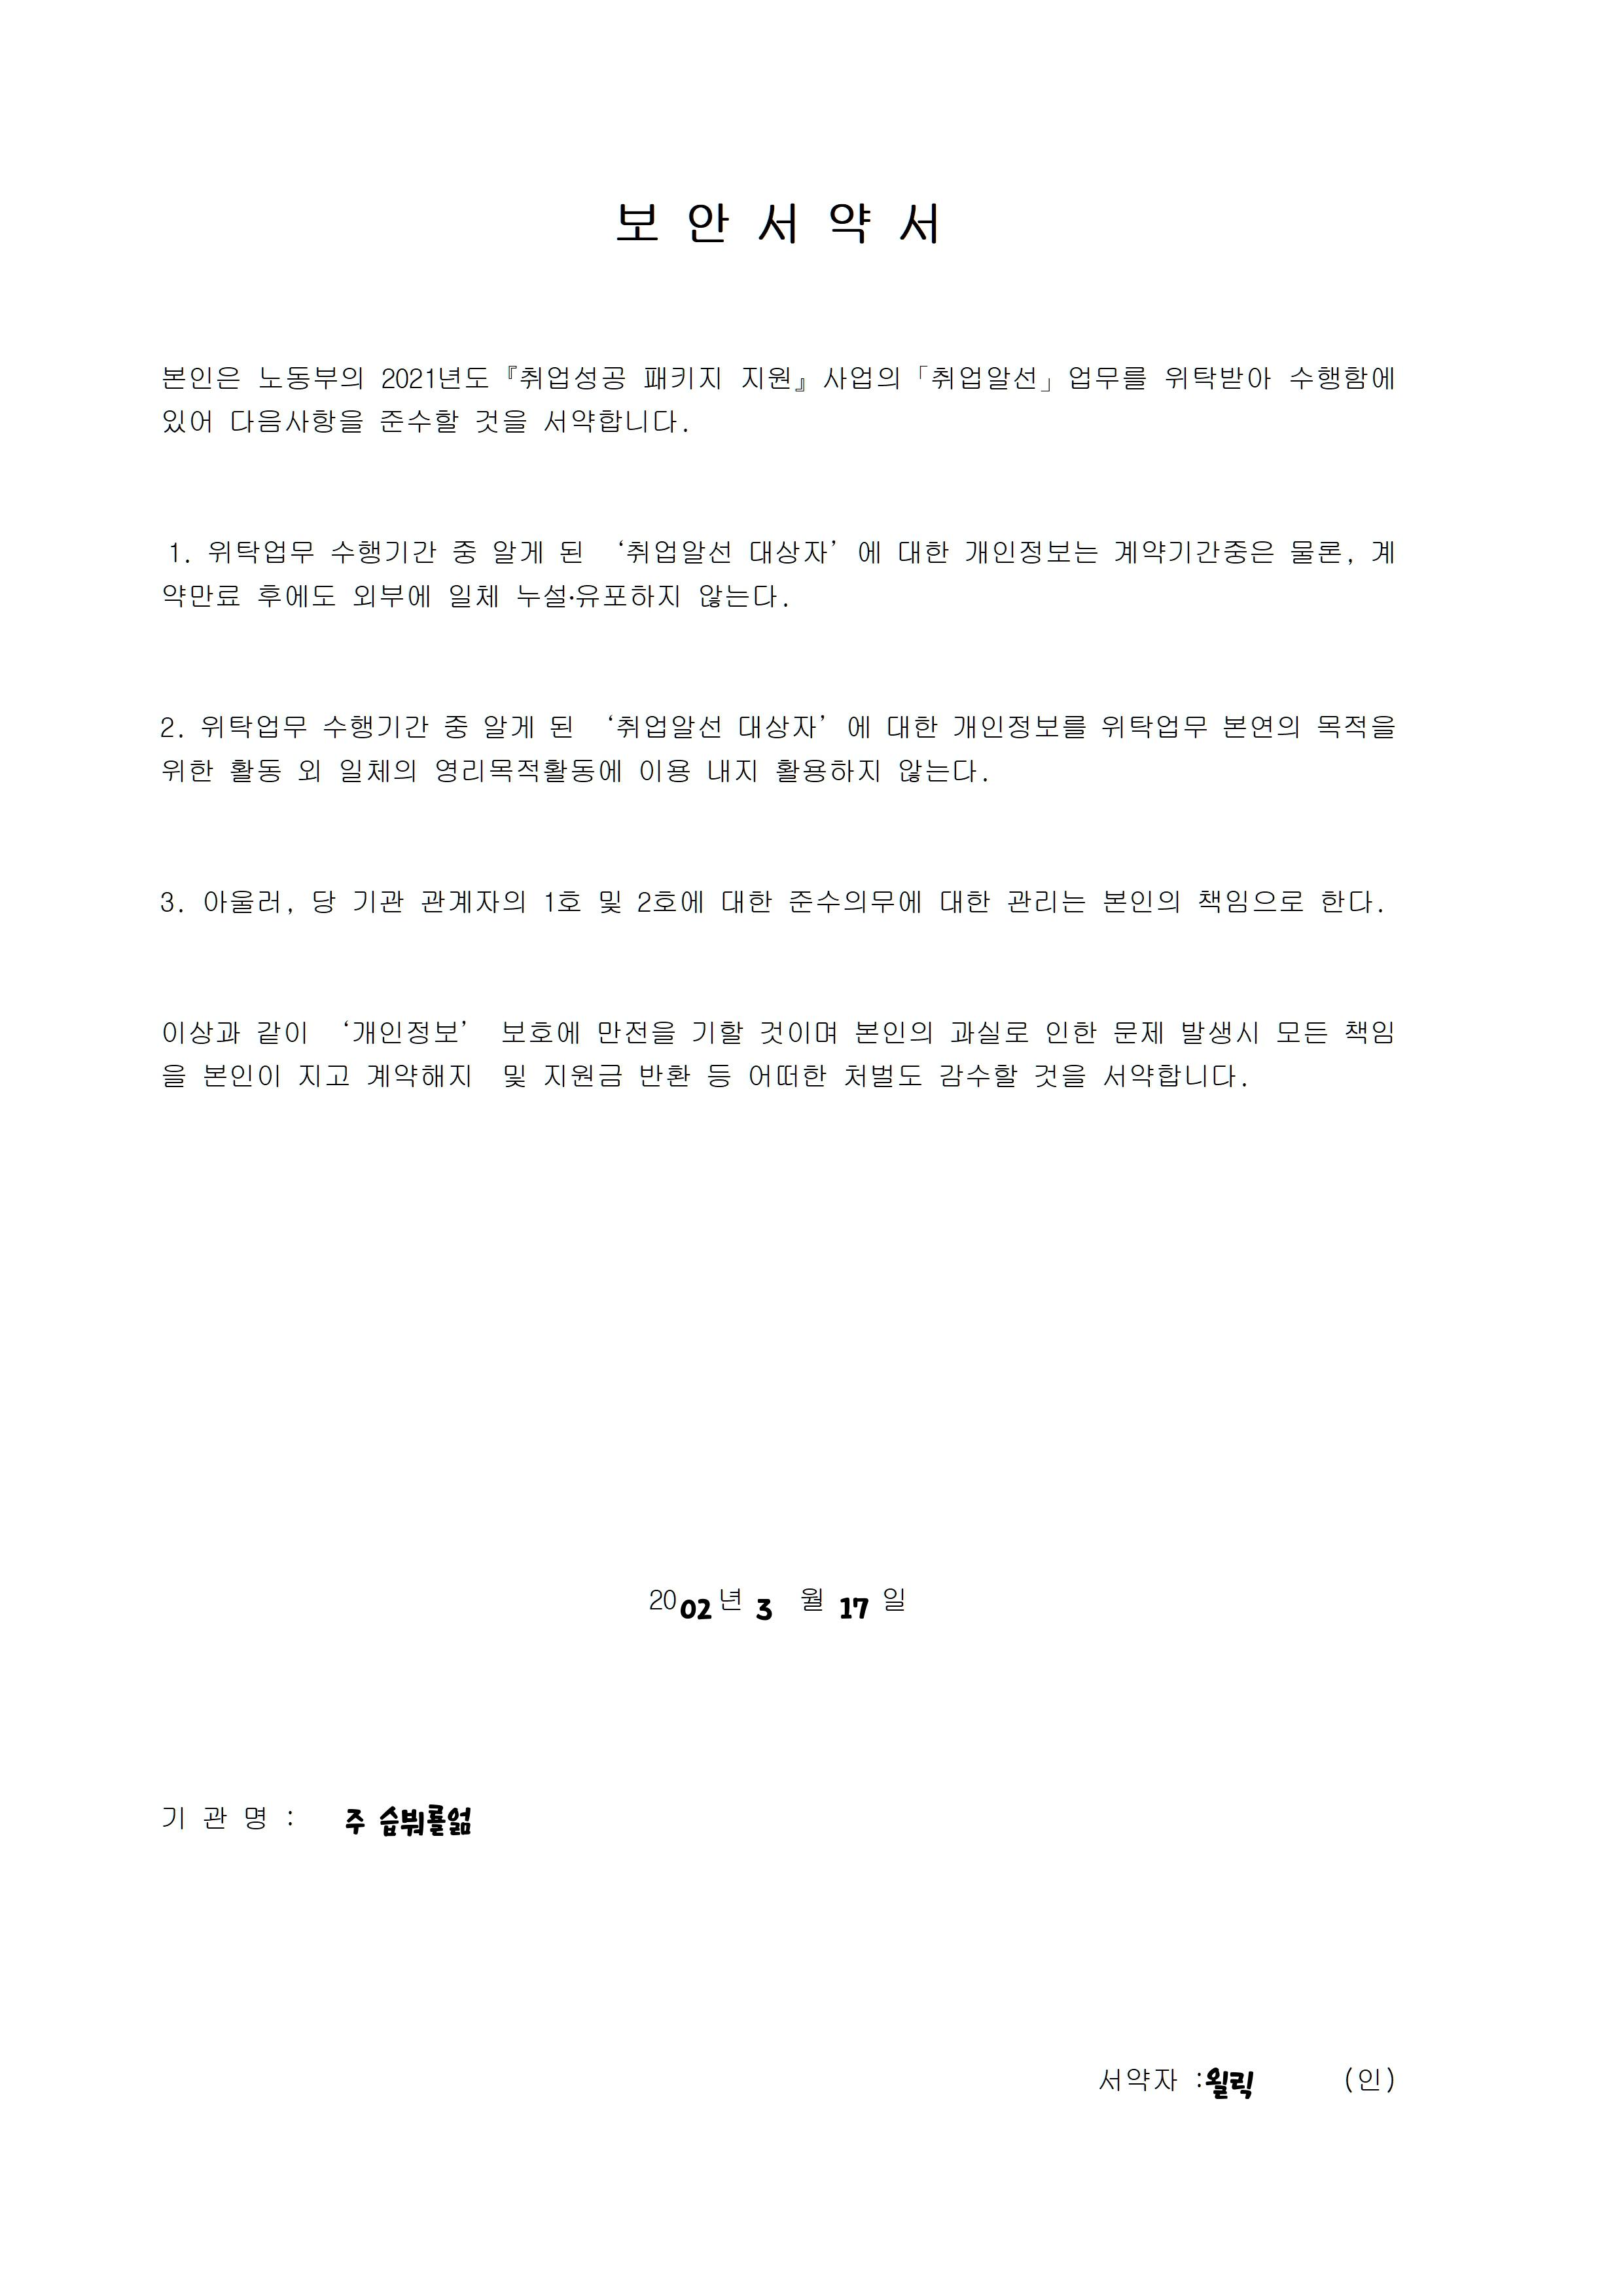 보 안 서 약 서
본인은 노동부의 2021년도『취업성공 패키지 지원』사업의「취업알선」업무를 위탁받아 수행함에
있어 다음사항을 준수할 것을 서약합니다.
1. 위탁업무 수행기간 중 알게 된 ‘취업알선 대상자’에 대한 개인정보는 계약기간중은 물론, 계
약만료 후에도 외부에 일체 누설·유포하지 않는다.
2. 위탁업무 수행기간 중 알게 된 ‘취업알선 대상자’에 대한 개인정보를 위탁업무 본연의 목적을
위한 활동 외 일체의 영리목적활동에 이용 내지 활용하지 않는다.
3. 아울러, 당 기관 관계자의 1호 및 2호에 대한 준수의무에 대한 관리는 본인의 책임으로 한다.
이상과 같이 ‘개인정보’ 보호에 만전을 기할 것이며 본인의 과실로 인한 문제 발생시 모든 책임
을 본인이 지고 계약해지 및 지원금 반환 등 어떠한 처벌도 감수할 것을 서약합니다.
2002년 3 월 17 일
기 관 명 : 주
서약자 :윌릭 (인)